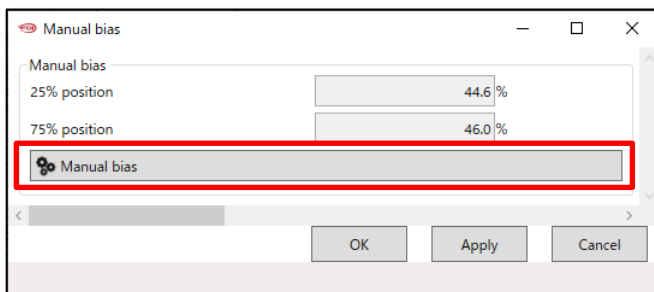 Manual bias
Manual bias
25% position 44.6 %
75% position 46.0 %
Manual bias
OK Apply Cancel